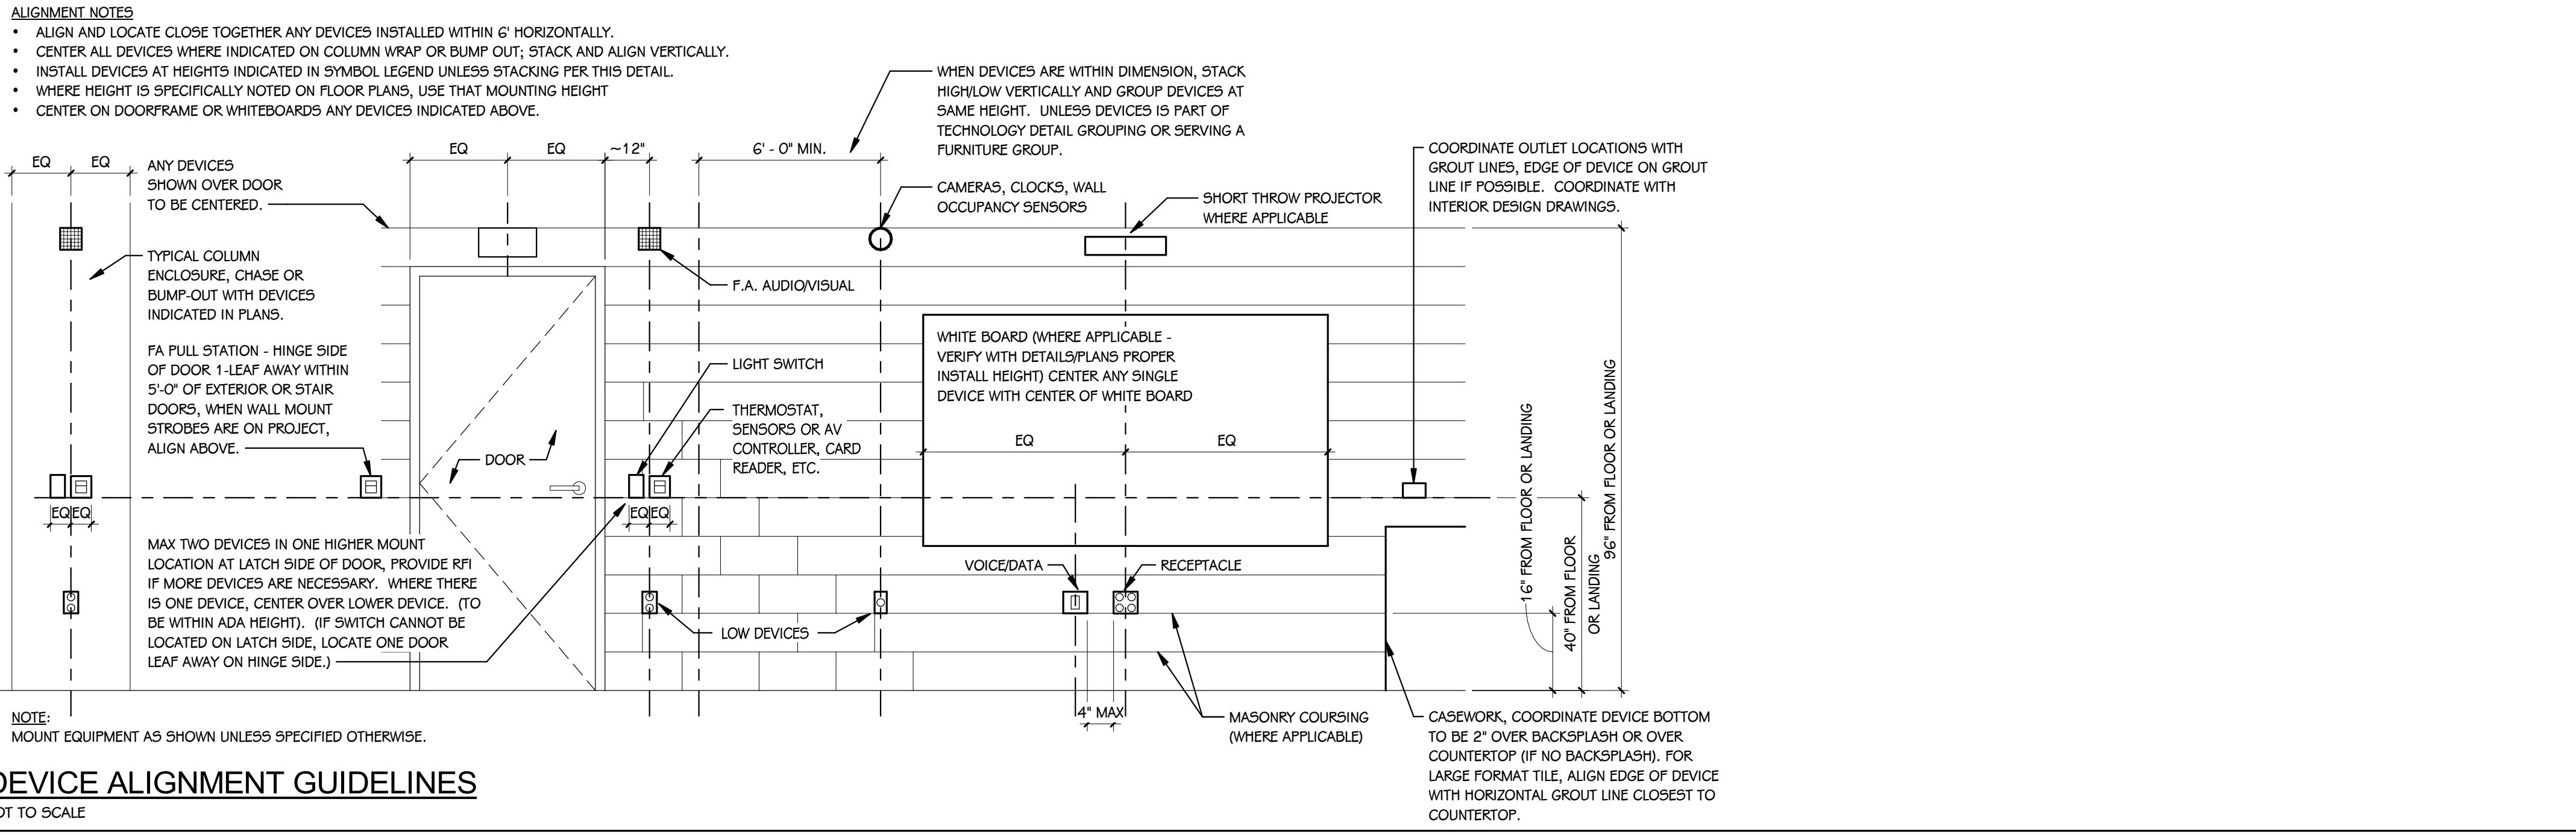 ALIGNMENT NOTES
• ALIGN AND LOCATE CLOSE TOGETHER ANY DEVICES INSTALLED WITHIN 6' HORIZONTALLY.
• CENTER ALL DEVICES WHERE INDICATED ON COLUMN WRAP OR BUMP OUT; STACK AND ALIGN VERTICALLY.
• INSTALL DEVICES AT HEIGHTS INDICATED IN SYMBOL LEGEND UNLESS STACKING PER THIS DETAIL.
• WHERE HEIGHT IS SPECIFICALLY NOTED ON FLOOR PLANS, USE THAT MOUNTING HEIGHT
• CENTER ON DOORFRAME OR WHITEBOARDS ANY DEVICES INDICATED ABOVE.
WHEN DEVICES ARE WITHIN DIMENSION, STACK
HIGH/LOW VERTICALLY AND GROUP DEVICES AT
SAME HEIGHT. UNLESS DEVICES IS PART OF
TECHNOLOGY DETAIL GROUPING OR SERVING A
FURNITURE GROUP.
EQ EQ
ANY DEVICES
SHOWN OVER DOOR
TO BE CENTERED.
EQ EQ ~12" 6' - 0" MIN.
CAMERAS, CLOCKS, WALL
OCCUPANCY SENSORS
SHORT THROW PROJECTOR
WHERE APPLICABLE
COORDINATE OUTLET LOCATIONS WITH
GROUT LINES, EDGE OF DEVICE ON GROUT
LINE IF POSSIBLE. COORDINATE WITH
INTERIOR DESIGN DRAWINGS.
TYPICAL COLUMN
ENCLOSURE, CHASE OR
BUMP-OUT WITH DEVICES
INDICATED IN PLANS.
F.A. AUDIO/VISUAL
FA PULL STATION - HINGE SIDE
OF DOOR 1-LEAF AWAY WITHIN
5'-0" OF EXTERIOR OR STAIR
DOORS, WHEN WALL MOUNT
STROBES ARE ON PROJECT,
ALIGN ABOVE.
DOOR
LIGHT SWITCH
THERMOSTAT,
SENSORS OR AV
CONTROLLER, CARD
READER, ETC.
WHITE BOARD (WHERE APPLICABLE -
VERIFY WITH DETAILS/PLANS PROPER
INSTALL HEIGHT) CENTER ANY SINGLE
DEVICE WITH CENTER OF WHITE BOARD
EQ EQ
EQ EQ
EQ EQ
MAX TWO DEVICES IN ONE HIGHER MOUNT
LOCATION AT LATCH SIDE OF DOOR, PROVIDE RFI
IF MORE DEVICES ARE NECESSARY. WHERE THERE
IS ONE DEVICE, CENTER OVER LOWER DEVICE. (TO
BE WITHIN ADA HEIGHT). (IF SWITCH CANNOT BE
LOCATED ON LATCH SIDE, LOCATE ONE DOOR
LEAF AWAY ON HINGE SIDE.)
LOW DEVICES
VOICE/DATA
RECEPTACLE
4" MAX
16" FROM FLOOR OR LANDING
40" FROM FLOOR
OR LANDING
96" FROM FLOOR OR LANDING
MASONRY COURSING
(WHERE APPLICABLE)
CASEWORK, COORDINATE DEVICE BOTTOM
TO BE 2" OVER BACKSPLASH OR OVER
COUNTERTOP (IF NO BACKSPLASH). FOR
LARGE FORMAT TILE, ALIGN EDGE OF DEVICE
WITH HORIZONTAL GROUT LINE CLOSEST TO
COUNTERTOP.
NOTE:
MOUNT EQUIPMENT AS SHOWN UNLESS SPECIFIED OTHERWISE.
DEVICE ALIGNMENT GUIDELINES
OT TO SCALE